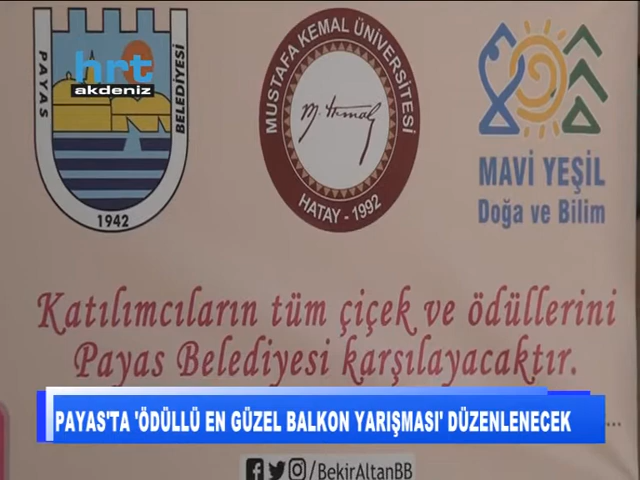 PAYAS BELEDİYESİ
1942
hrt
akdeniz
MUSTAFA KEMAL ÜNİVERSİTESİ
HATAY - 1992
MAVİ YEŞİL
Doğa ve Bilim
Katılımcıların tüm çiçek ve ödüllerini
Payas Belediyesi karşılayacaktır.
PAYAS'TA 'ÖDÜLLÜ EN GÜZEL BALKON YARIŞMASI' DÜZENLENECEK
/BekirAltanBB